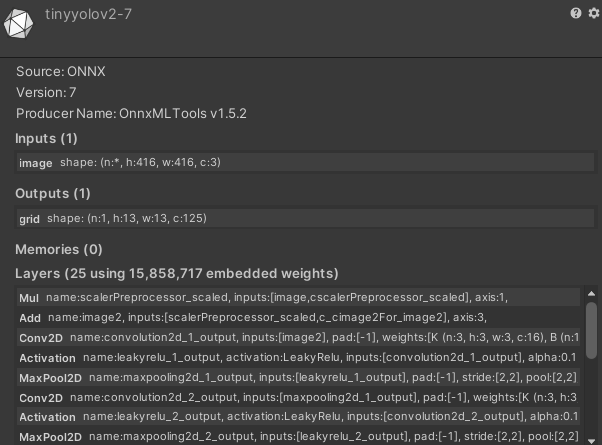 tinyyolov2-7
Source: ONNX
Version: 7
Producer Name: OnnxMLTools v1.5.2
Inputs (1)
image shape: (n:*, h:416, w:416, c:3)
Outputs (1)
grid shape: (n:1, h:13, w:13, c:125)
Memories (0)
Layers (25 using 15,858,717 embedded weights)
Mul name:scalerPreprocessor_scaled, inputs:[image,cscalerPreprocessor_scaled], axis:1,
Add name:image2, inputs:[scalerPreprocessor_scaled,c_cimage2For_image2], axis:3,
Conv2D name:convolution2d_1_output, inputs:[image2], pad:[-1], weights:[K (n:3, h:3, w:3, c:16), B (n:1
Activation name:leakyrelu_1_output, activation:LeakyRelu, inputs:[convolution2d_1_output], alpha:0.1
MaxPool2D name:maxpooling2d_1_output, inputs:[leakyrelu_1_output], pad:[-1], stride:[2,2], pool:[2,2]
Conv2D name:convolution2d_2_output, inputs:[maxpooling2d_1_output], pad:[-1], weights:[K (n:3, h:3
Activation name:leakyrelu_2_output, activation:LeakyRelu, inputs:[convolution2d_2_output], alpha:0.1
MaxPool2D name:maxpooling2d_2_output, inputs:[leakyrelu_2_output], pad:[-1], stride:[2,2], pool:[2,2]